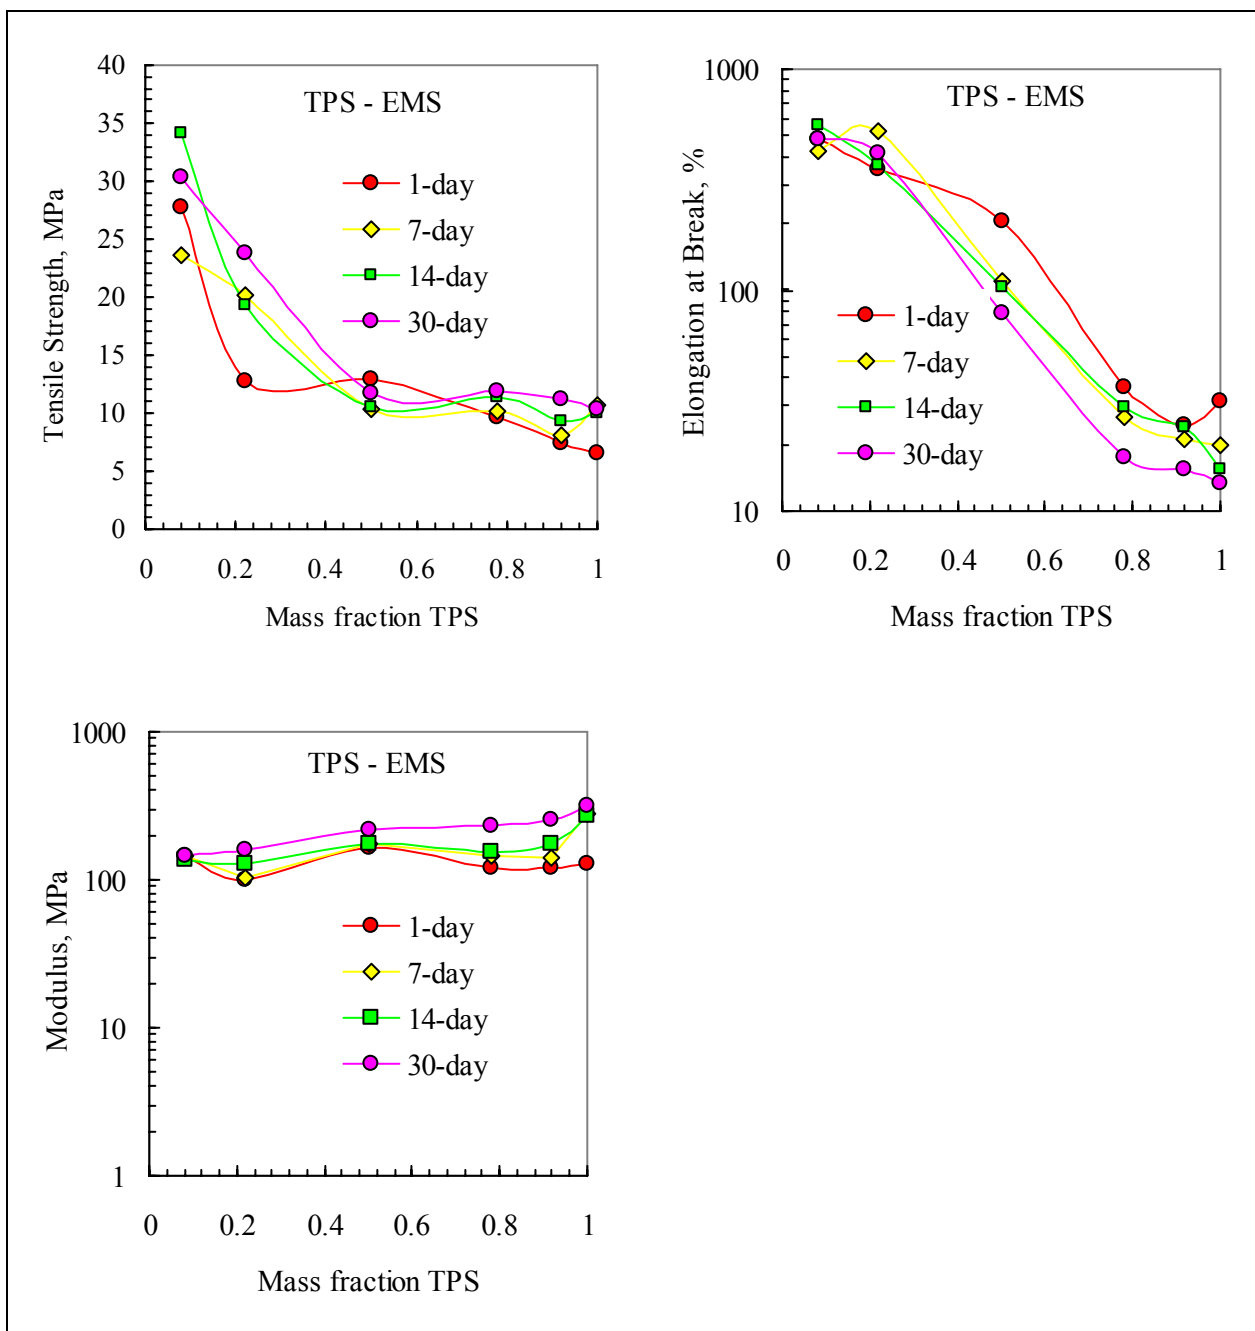 TPS - EMS
Tensile Strength, MPa
40
35
30
25
20
15
10
5
0
1-day
7-day
14-day
30-day
0 0.2 0.4 0.6 0.8 1
Mass fraction TPS
TPS - EMS
Elongation at Break, %
1000
100
10
1-day
7-day
14-day
30-day
0 0.2 0.4 0.6 0.8 1
Mass fraction TPS
TPS - EMS
Modulus, MPa
1000
100
10
1
1-day
7-day
14-day
30-day
0 0.2 0.4 0.6 0.8 1
Mass fraction TPS